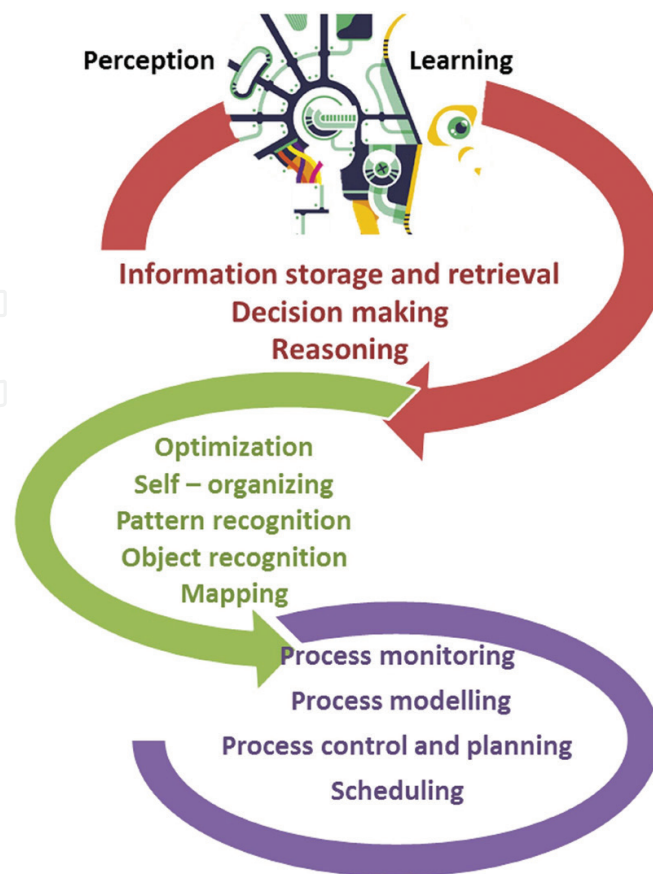 Perception
Learning
Information storage and retrieval
Decision making
Reasoning
Optimization
Self – organizing
Pattern recognition
Object recognition
Mapping
Process monitoring
Process modelling
Process control and planning
Scheduling